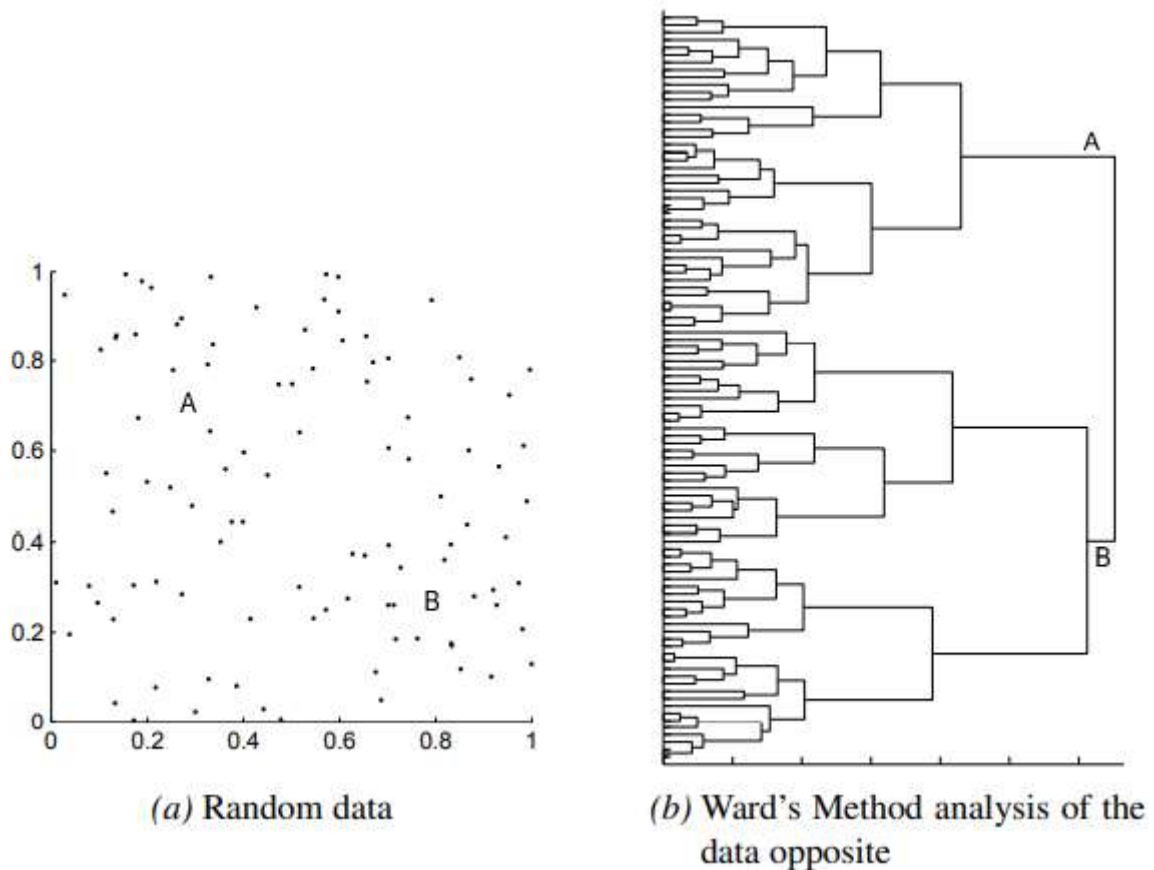 A
1
0.8
A
0.6
0.4
B
B
0.2
0
0 0.2 0.4 0.6 0.8 1
(a) Random data
(b) Ward's Method analysis of the
data opposite